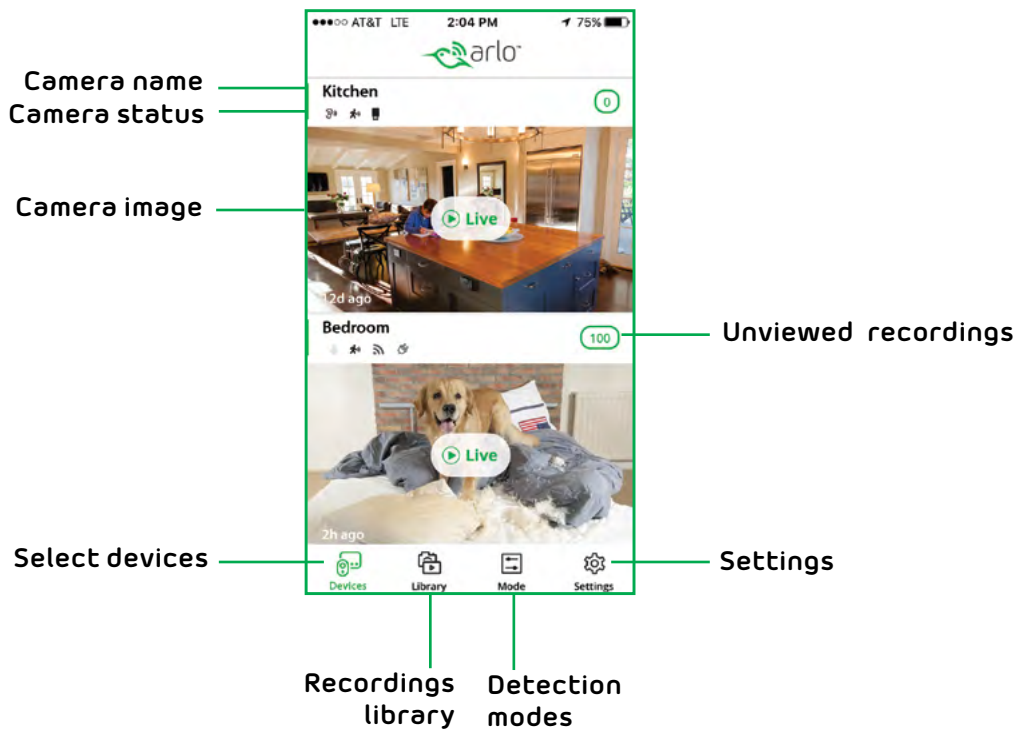 AT&T LTE 2:04 PM 75%
arlo™
Camera name
Kitchen
0
Camera status
Camera image
Live
12d ago
Bedroom
100
Unviewed recordings
Live
2h ago
Select devices
Settings
Devices
Library
Mode
Settings
Recordings
library
Detection
modes